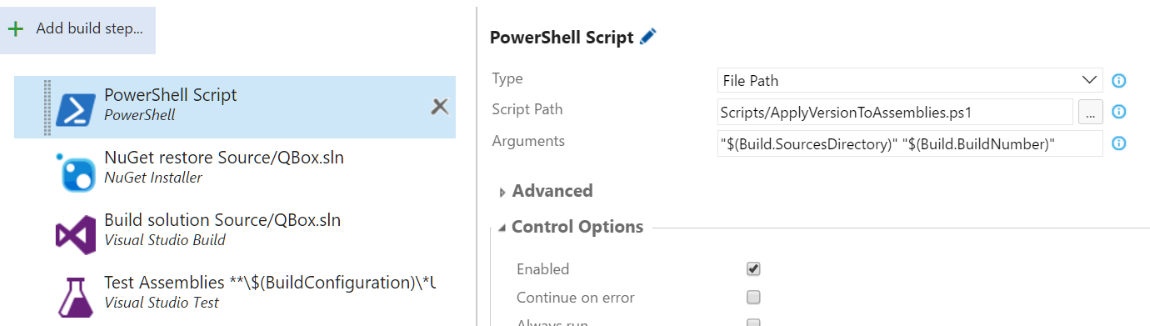 Add build step...
PowerShell Script
PowerShell
NuGet restore Source/QBox.sln
NuGet Installer
Build solution Source/QBox.sln
Visual Studio Build
Test Assemblies **\$(BuildConfiguration)\*U
Visual Studio Test
PowerShell Script
Type
File Path
Script Path
Scripts/ApplyVersionToAssemblies.ps1
...
Arguments
"$(Build.SourcesDirectory)" "$(Build.BuildNumber)"
Advanced
Control Options
Enabled
Continue on error
Always run